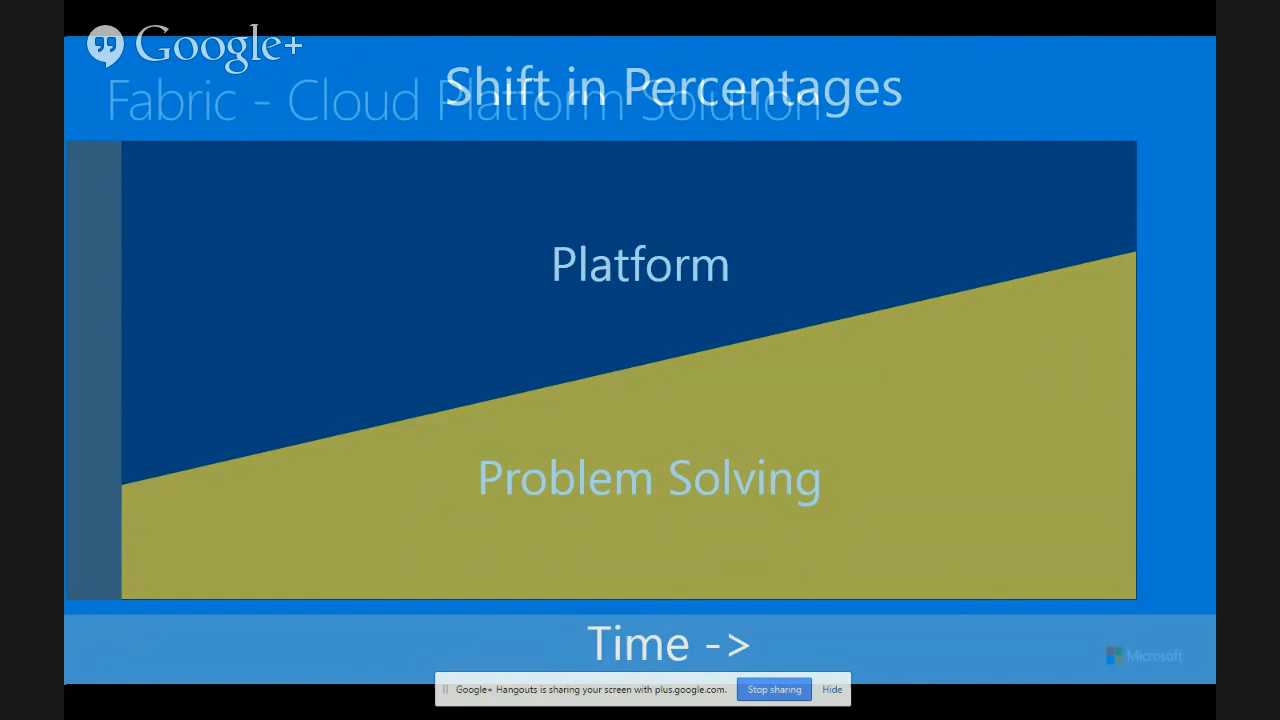 Google+
Shift in Percentages
Fabric - Cloud Platform Solution
Platform
Problem Solving
Time ->
Microsoft
Google+ Hangouts is sharing your screen with plus.google.com.
Stop sharing
Hide